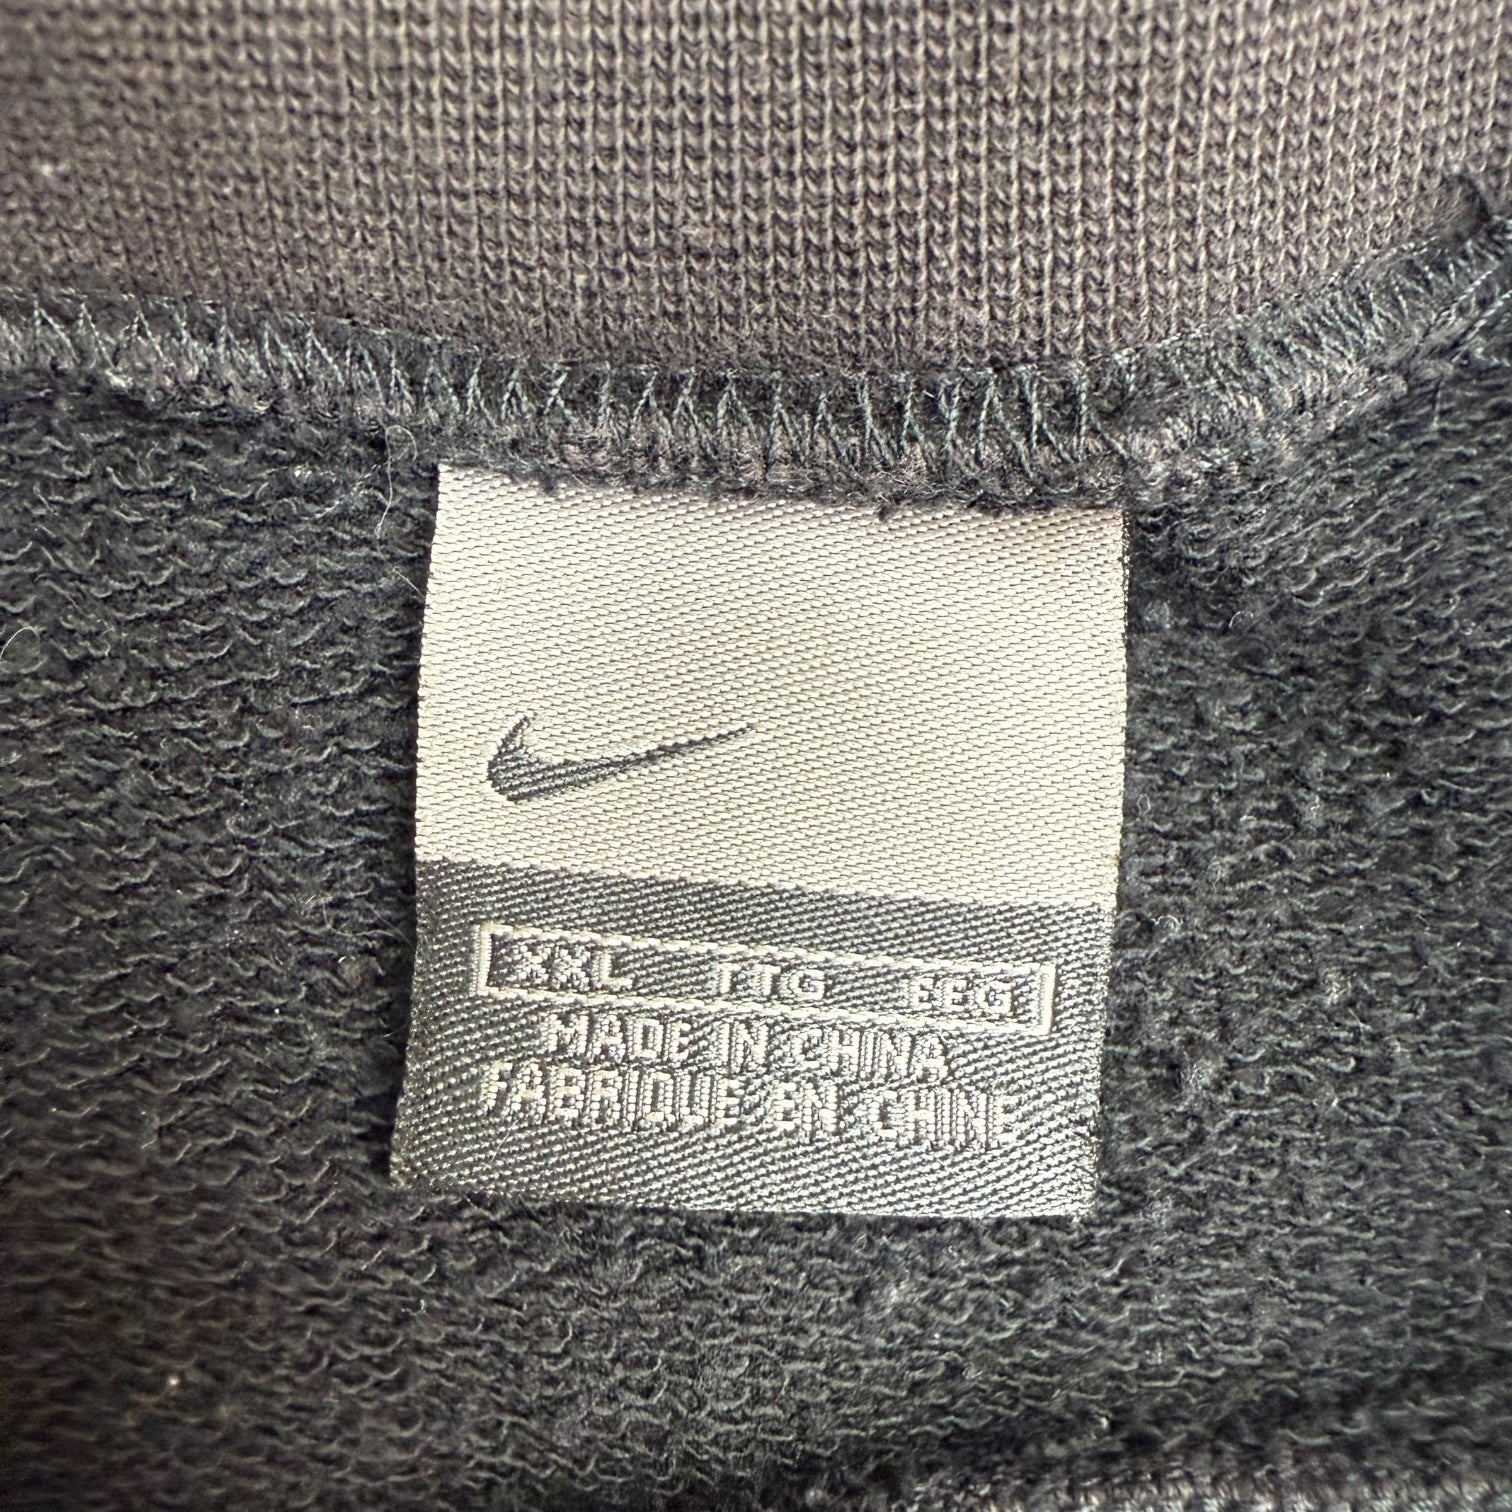 XXL TTG EEG
MADE IN CHINA
FABRIQUE EN CHINE